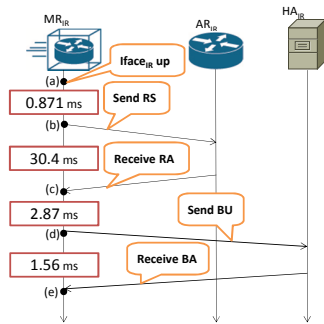 MR_IR
AR_IR
HA_IR
Iface_IR up
(a)
0.871 ms
Send RS
(b)
30.4 ms
Receive RA
(c)
2.87 ms
Send BU
(d)
1.56 ms
Receive BA
(e)